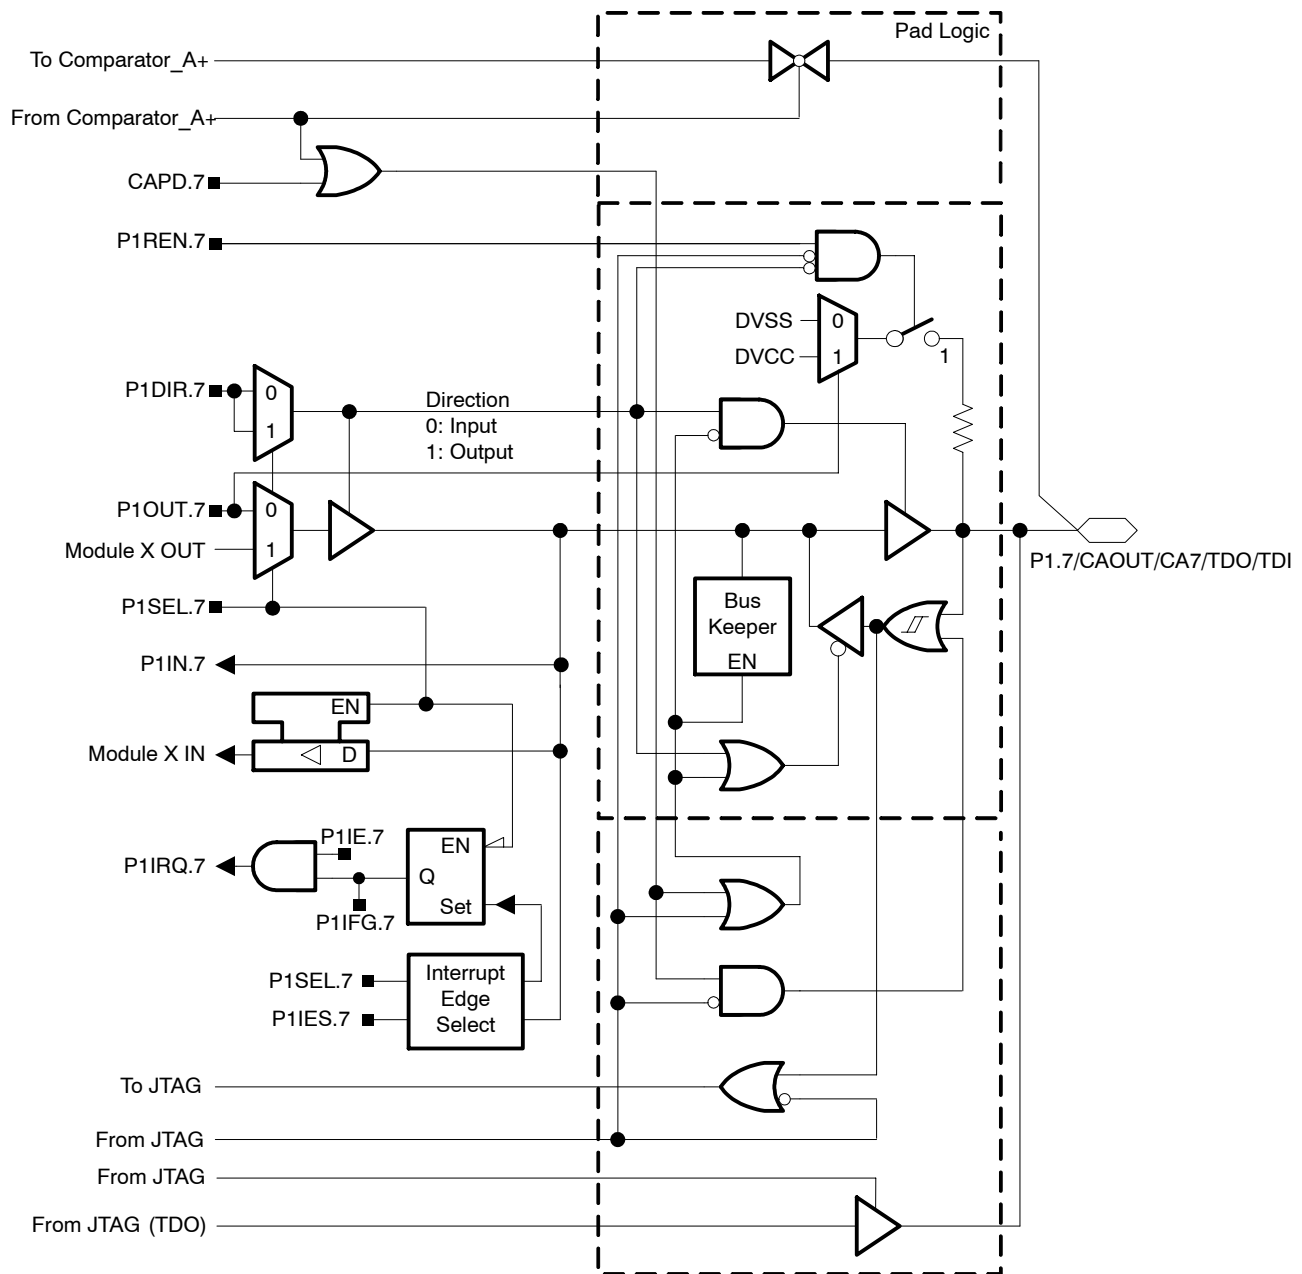 Pad Logic
To Comparator_A+
From Comparator_A+
CAPD.7
P1REN.7
DVSS
0
DVCC
1
1
P1DIR.7
0
1
Direction
0: Input
1: Output
P1OUT.7
0
Module X OUT
1
P1.7/CAOUT/CA7/TDO/TDI
P1SEL.7
Bus
Keeper
EN
P1IN.7
EN
Module X IN
D
P1IE.7
EN
P1IRQ.7
Q
Set
P1IFG.7
P1SEL.7
Interrupt
Edge
Select
P1IES.7
To JTAG
From JTAG
From JTAG
From JTAG (TDO)